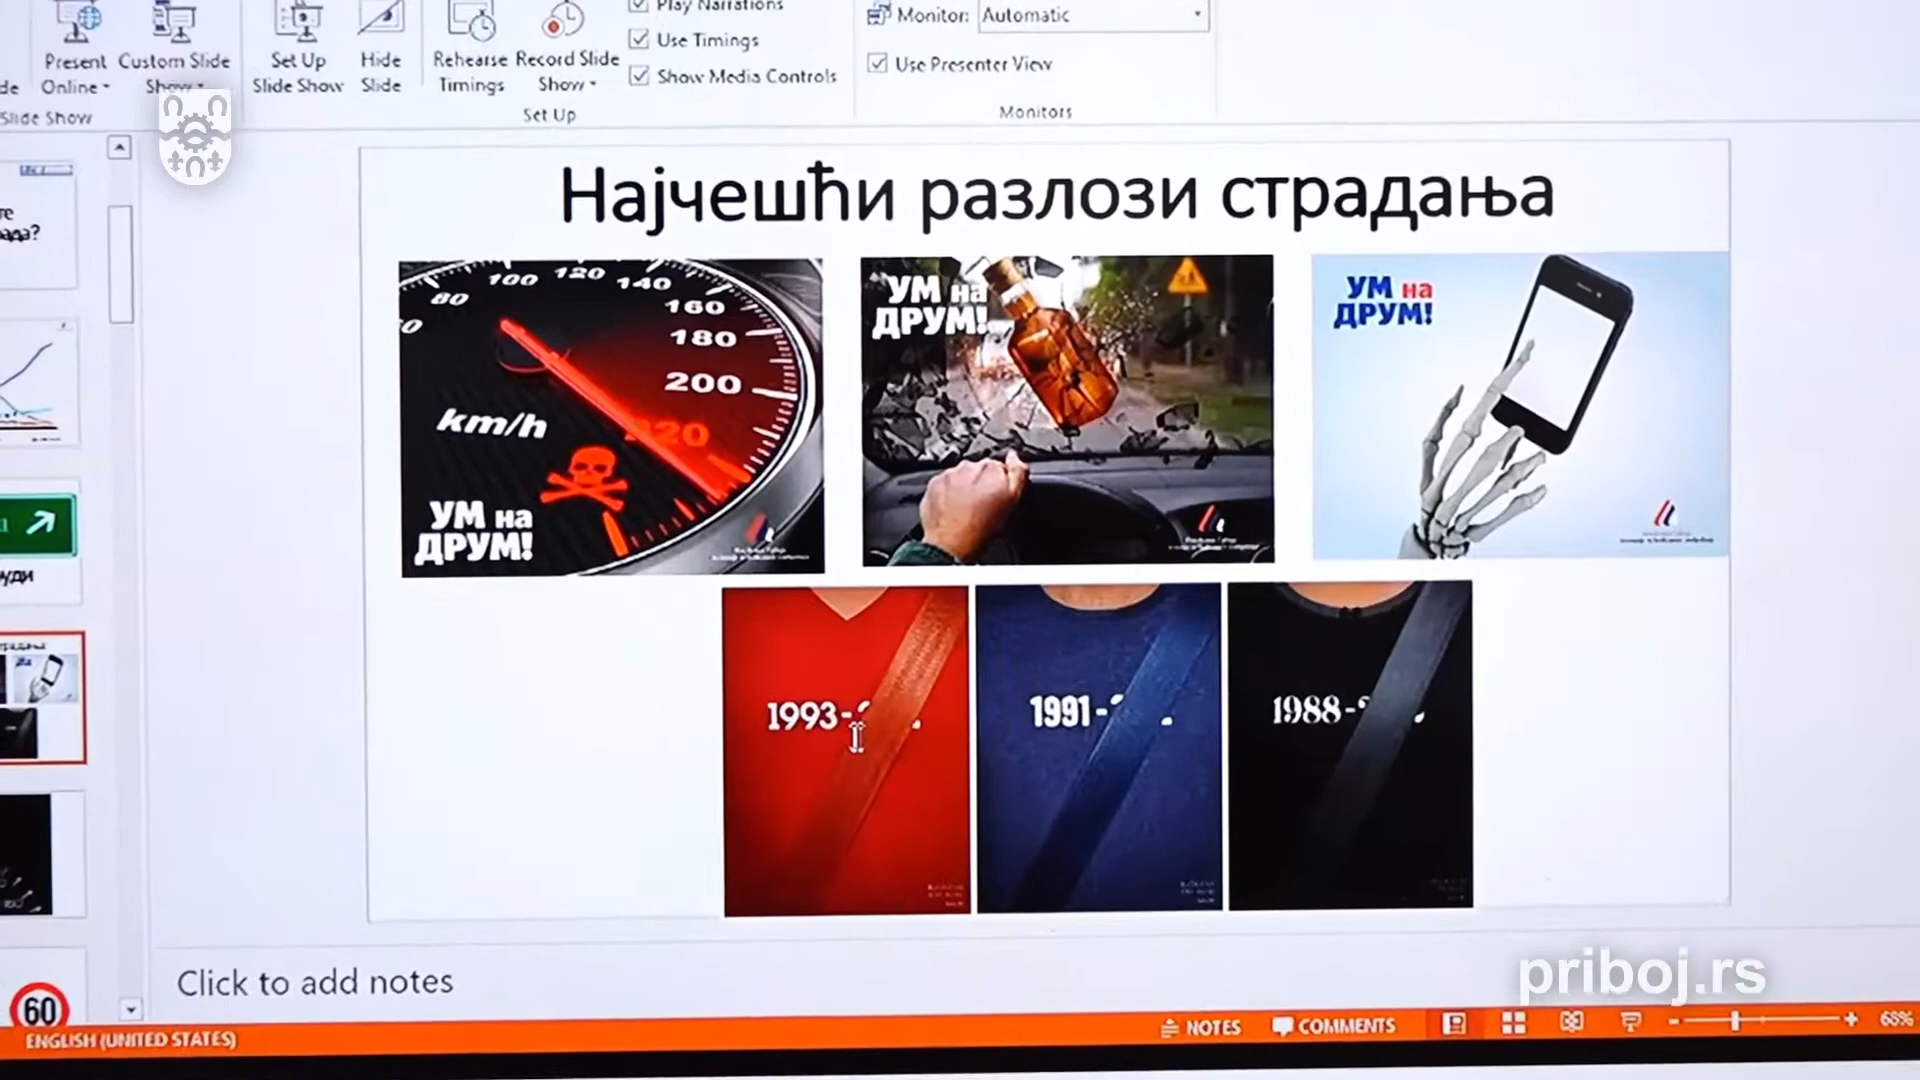 Play Narrations
Present Online
Custom Slide Show
Set Up Slide Show
Hide Slide
Rehearse Timings
Record Slide Show
Use Timings
Show Media Controls
Monitor: Automatic
Use Presenter View
Slide Show
Set Up
Monitors
Најчешћи разлози страдања
80 100 120 140
160
180
200
220
km/h
УМ на
ДРУМ!
УМ на
ДРУМ!
УМ на
ДРУМ!
1993-
1991-
1988-
60
Click to add notes
priboj.rs
ENGLISH (UNITED STATES)
NOTES
COMMENTS
68%